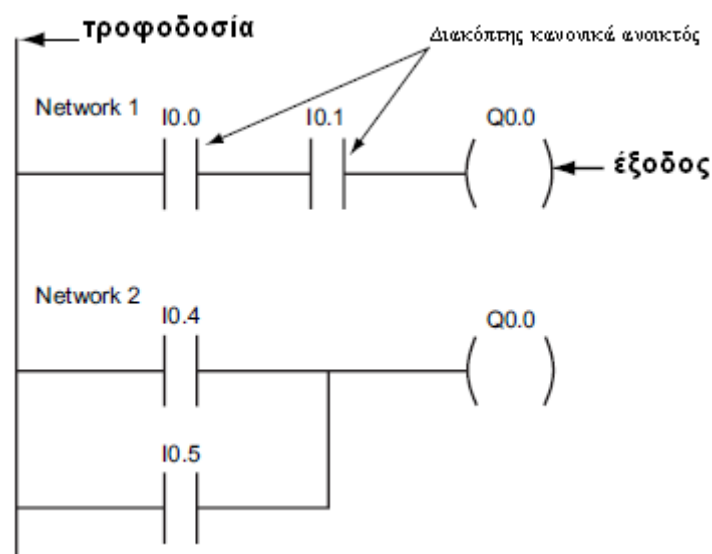 τροφοδοσία
Διακόπτης κανονικά ανοικτός
Network 1
I0.0
I0.1
Q0.0
έξοδος
Network 2
I0.4
Q0.0
I0.5